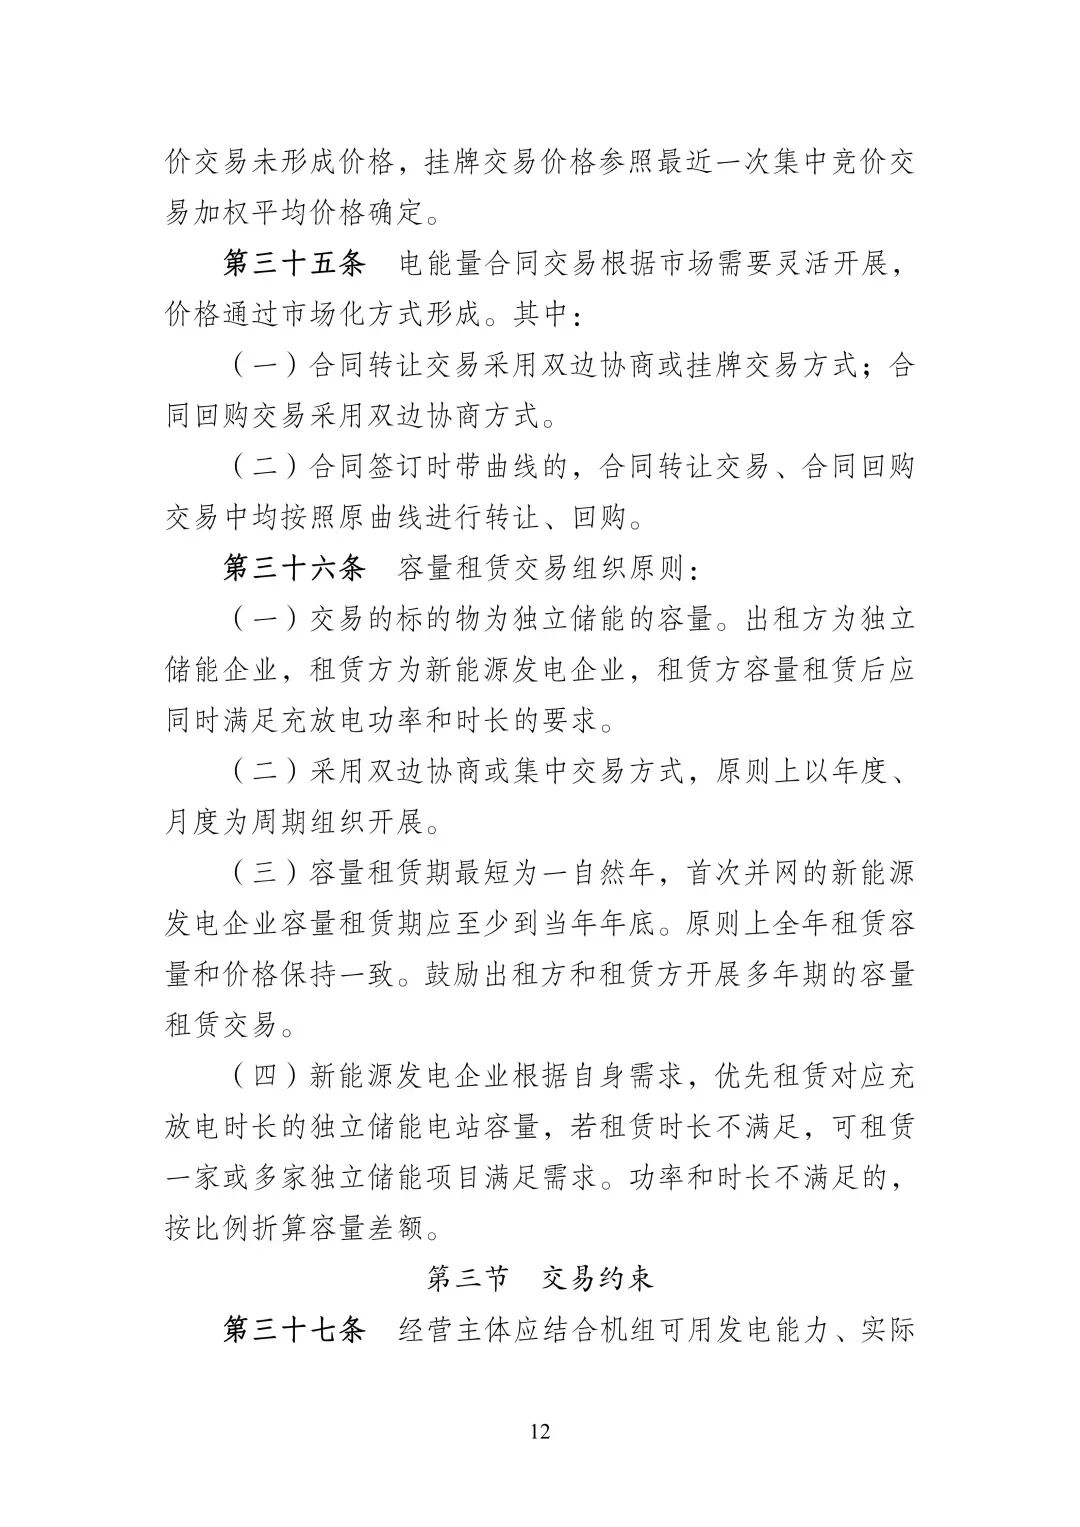 价交易未形成价格，挂牌交易价格参照最近一次集中竞价交
易加权平均价格确定。
第三十五条　电能量合同交易根据市场需要灵活开展，
价格通过市场化方式形成。其中：
（一）合同转让交易采用双边协商或挂牌交易方式；合
同回购交易采用双边协商方式。
（二）合同签订时带曲线的，合同转让交易、合同回购
交易中均按照原曲线进行转让、回购。
第三十六条　容量租赁交易组织原则：
（一）交易的标的物为独立储能的容量。出租方为独立
储能企业，租赁方为新能源发电企业，租赁方容量租赁后应
同时满足充放电功率和时长的要求。
（二）采用双边协商或集中交易方式，原则上以年度、
月度为周期组织开展。
（三）容量租赁期最短为一自然年，首次并网的新能源
发电企业容量租赁期应至少到当年年底。原则上全年租赁容
量和价格保持一致。鼓励出租方和租赁方开展多年期的容量
租赁交易。
（四）新能源发电企业根据自身需求，优先租赁对应充
放电时长的独立储能电站容量，若租赁时长不满足，可租赁
一家或多家独立储能项目满足需求。功率和时长不满足的，
按比例折算容量差额。
第三节　交易约束
第三十七条　经营主体应结合机组可用发电能力、实际
12